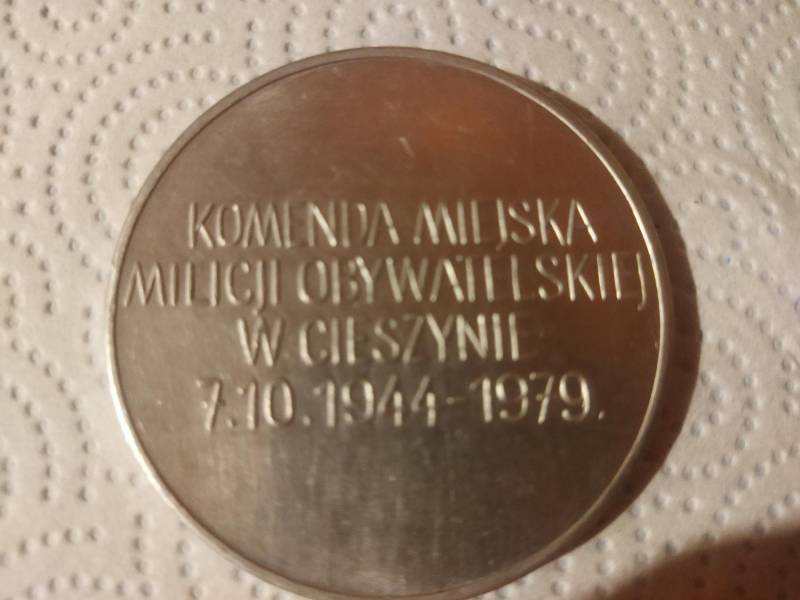 KOMENDA MIEJSKA
MILICJI OBYWATELSKIEJ
W CIESZYNIE
7.10.1944-1979.